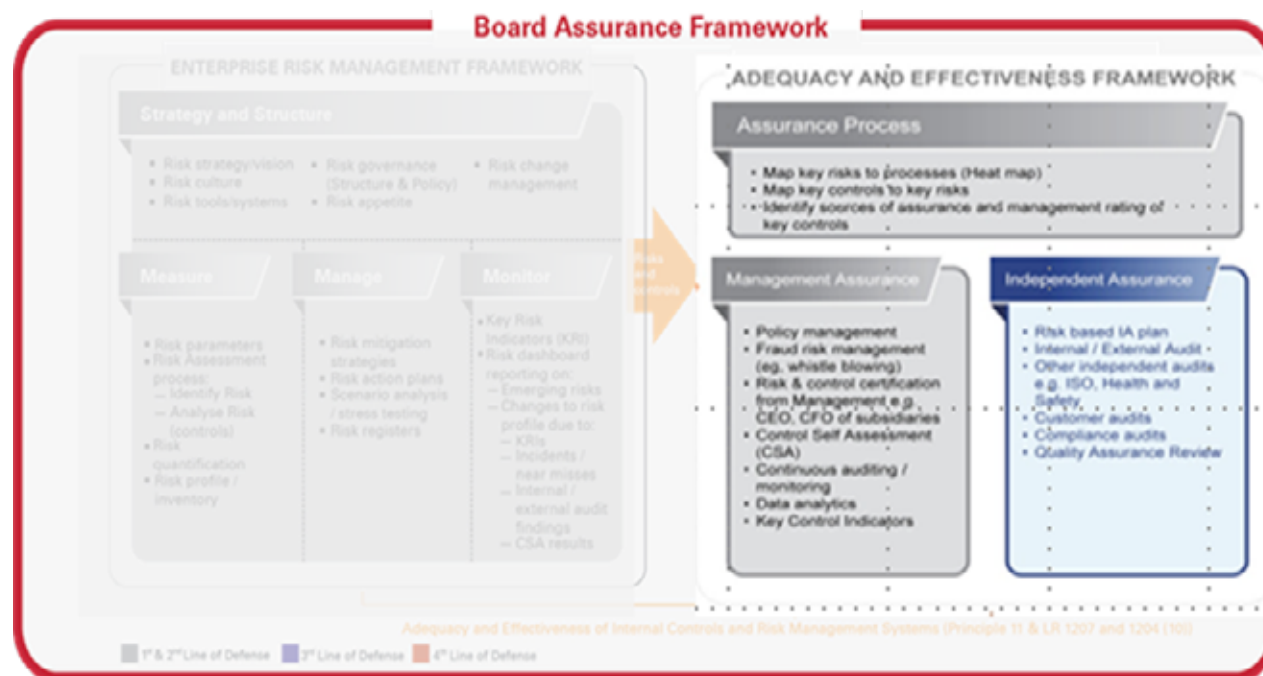 Board Assurance Framework
ENTERPRISE RISK MANAGEMENT FRAMEWORK
Strategy and Structure
▪ Risk strategy/vision
▪ Risk culture
▪ Risk tools/systems
▪ Risk governance
(Structure & Policy)
▪ Risk appetite
▪ Risk change
management
Measure
▪ Risk parameters
▪ Risk Assessment
process:
— Identify Risk
— Analyse Risk
(controls)
▪ Risk
quantification
▪ Risk profile /
inventory
Manage
▪ Risk mitigation
strategies
▪ Risk action plans
▪ Scenario analysis
/ stress testing
▪ Risk registers
Monitor
▪ Key Risk
Indicators (KRI)
▪ Risk dashboard
reporting on:
— Emerging risks
— Changes to risk
profile due to:
— KRIs
— Incidents /
near misses
— Internal /
external audit
findings
— CSA results
Risks
and
controls
ADEQUACY AND EFFECTIVENESS FRAMEWORK
Assurance Process
▪ Map key risks to processes (Heat map)
▪ Map key controls to key risks
▪ Identify sources of assurance and management rating of
key controls
Management Assurance
▪ Policy management
▪ Fraud risk management
(eg. whistle blowing)
▪ Risk & control certification
from Management e.g.
CEO, CFO of subsidiaries
▪ Control Self Assessment
(CSA)
▪ Continuous auditing /
monitoring
▪ Data analytics
▪ Key Control Indicators
Independent Assurance
▪ Risk based IA plan
▪ Internal / External Audit
▪ Other independent audits
e.g. ISO, Health and
Safety
▪ Customer audits
▪ Compliance audits
▪ Quality Assurance Review
Adequacy and Effectiveness of Internal Controls and Risk Management Systems (Principle 11 & LR 1207 and 1204 (10))
1st & 2nd Line of Defense
3rd Line of Defense
4th Line of Defense